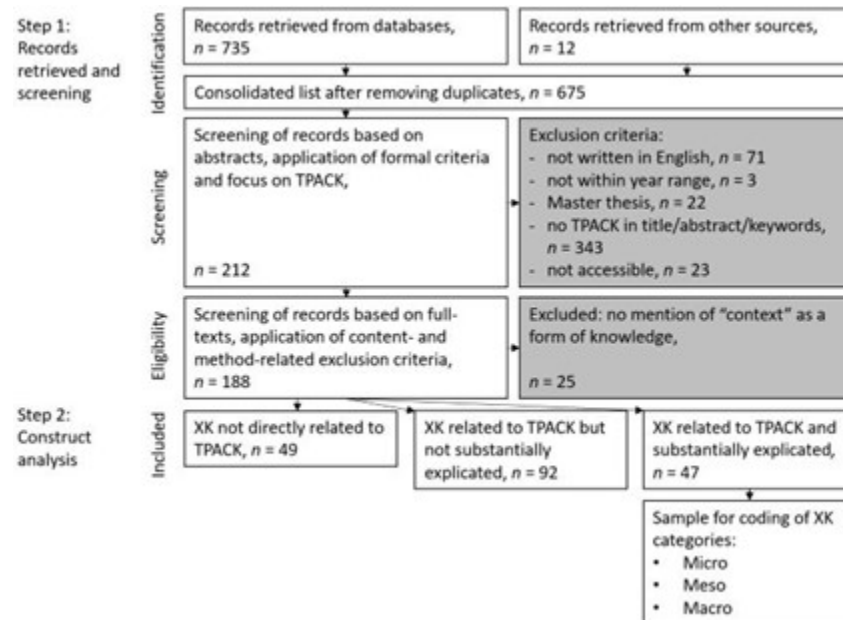 Step 1:
Records
retrieved and
screening
Identification
Records retrieved from databases,
n = 735
Records retrieved from other sources,
n = 12
Consolidated list after removing duplicates, n = 675
Screening
Screening of records based on
abstracts, application of formal criteria
and focus on TPACK,
n = 212
Exclusion criteria:
- not written in English, n = 71
- not within year range, n = 3
- Master thesis, n = 22
- no TPACK in title/abstract/keywords,
n = 343
- not accessible, n = 23
Eligibility
Screening of records based on full-
texts, application of content- and
method-related exclusion criteria,
n = 188
Excluded: no mention of “context” as a
form of knowledge,
n = 25
Step 2:
Construct
analysis
Included
XK not directly related to
TPACK, n = 49
XK related to TPACK but
not substantially
explicated, n = 92
XK related to TPACK and
substantially explicated,
n = 47
Sample for coding of XK
categories:
• Micro
• Meso
• Macro